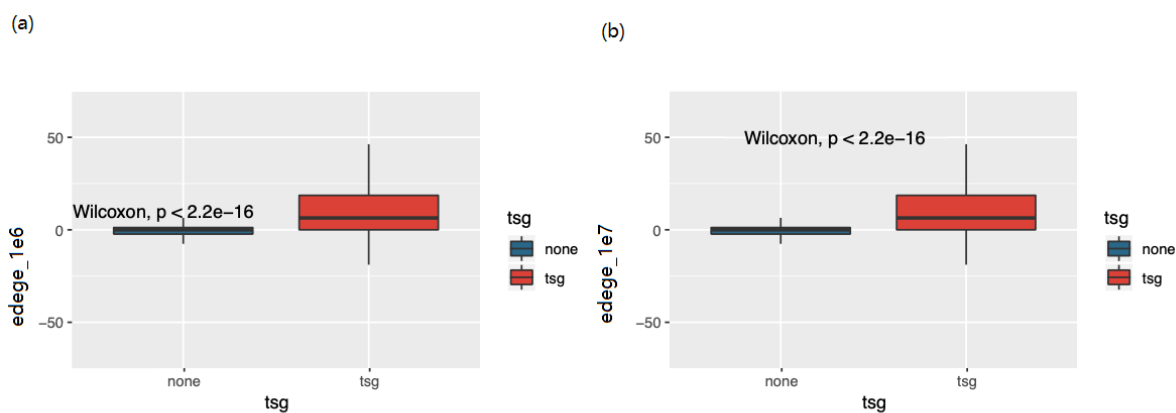 (a)
Wilcoxon, p < 2.2e−16
50
0
−50
edege_1e6
none
tsg
tsg
tsg
none
tsg
(b)
Wilcoxon, p < 2.2e−16
50
0
−50
edege_1e7
none
tsg
tsg
tsg
none
tsg